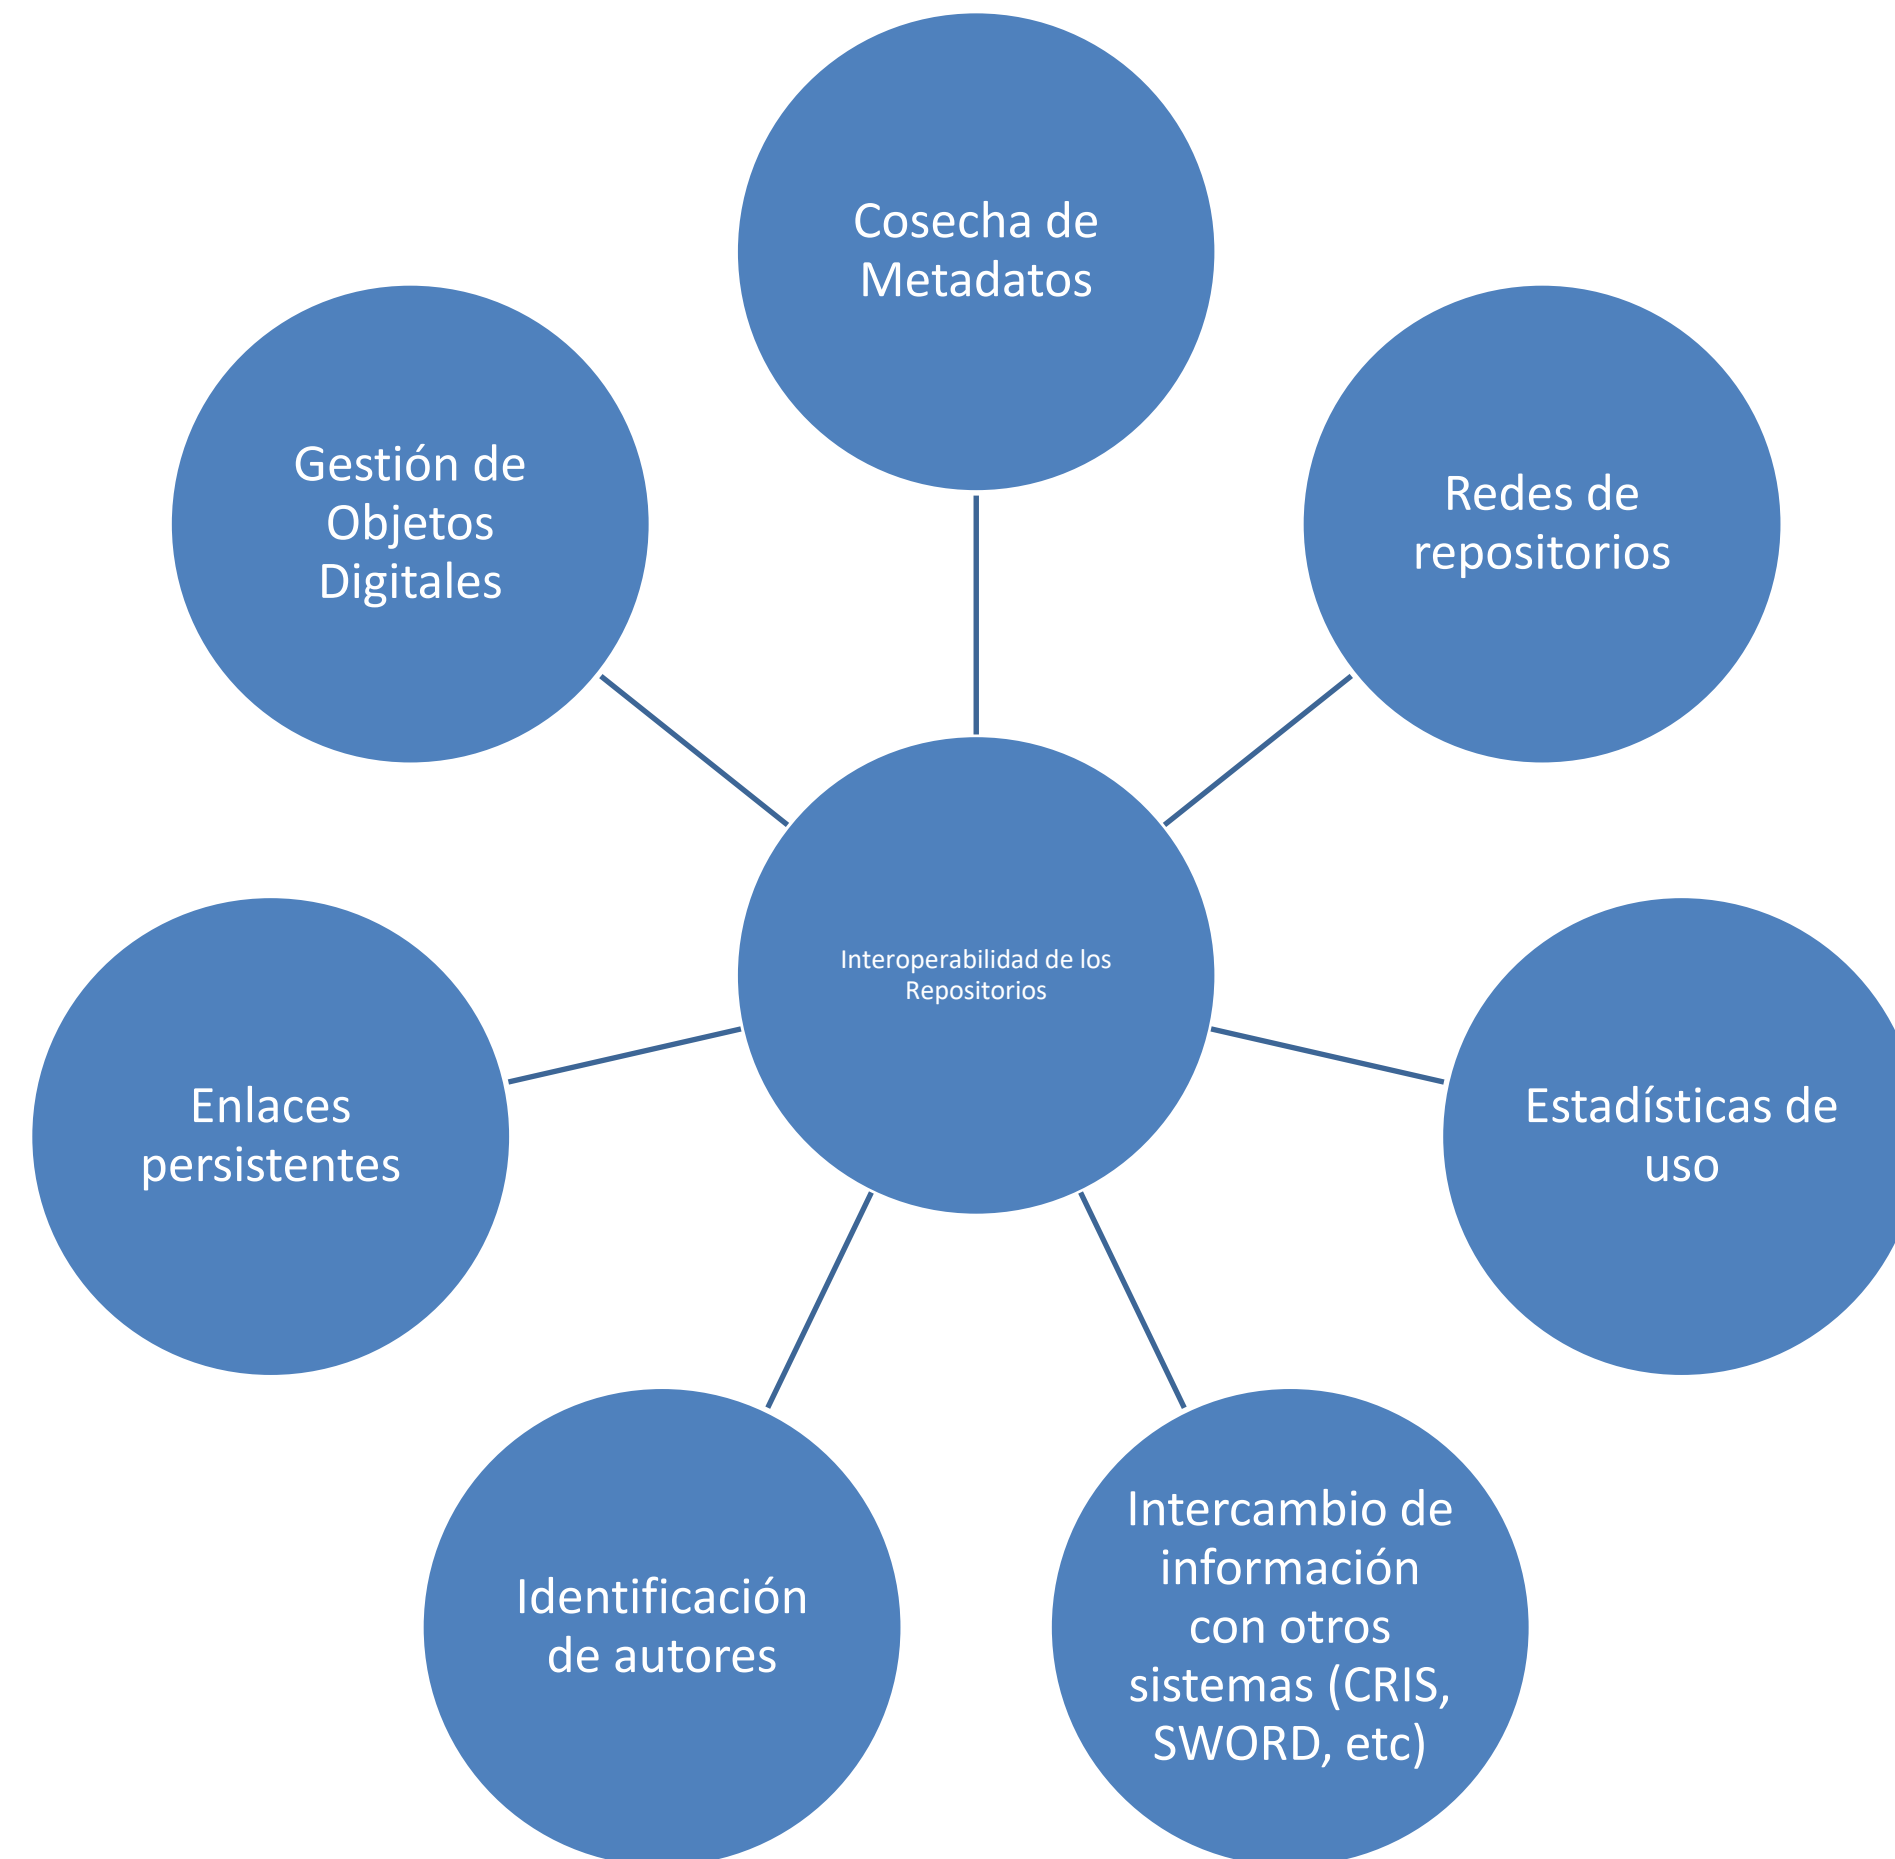 Cosecha de
Metadatos
Gestión de
Objetos
Digitales
Redes de
repositorios
Interoperabilidad de los
Repositorios
Enlaces
persistentes
Estadísticas de
uso
Identificación
de autores
Intercambio de
información
con otros
sistemas (CRIS,
SWORD, etc)